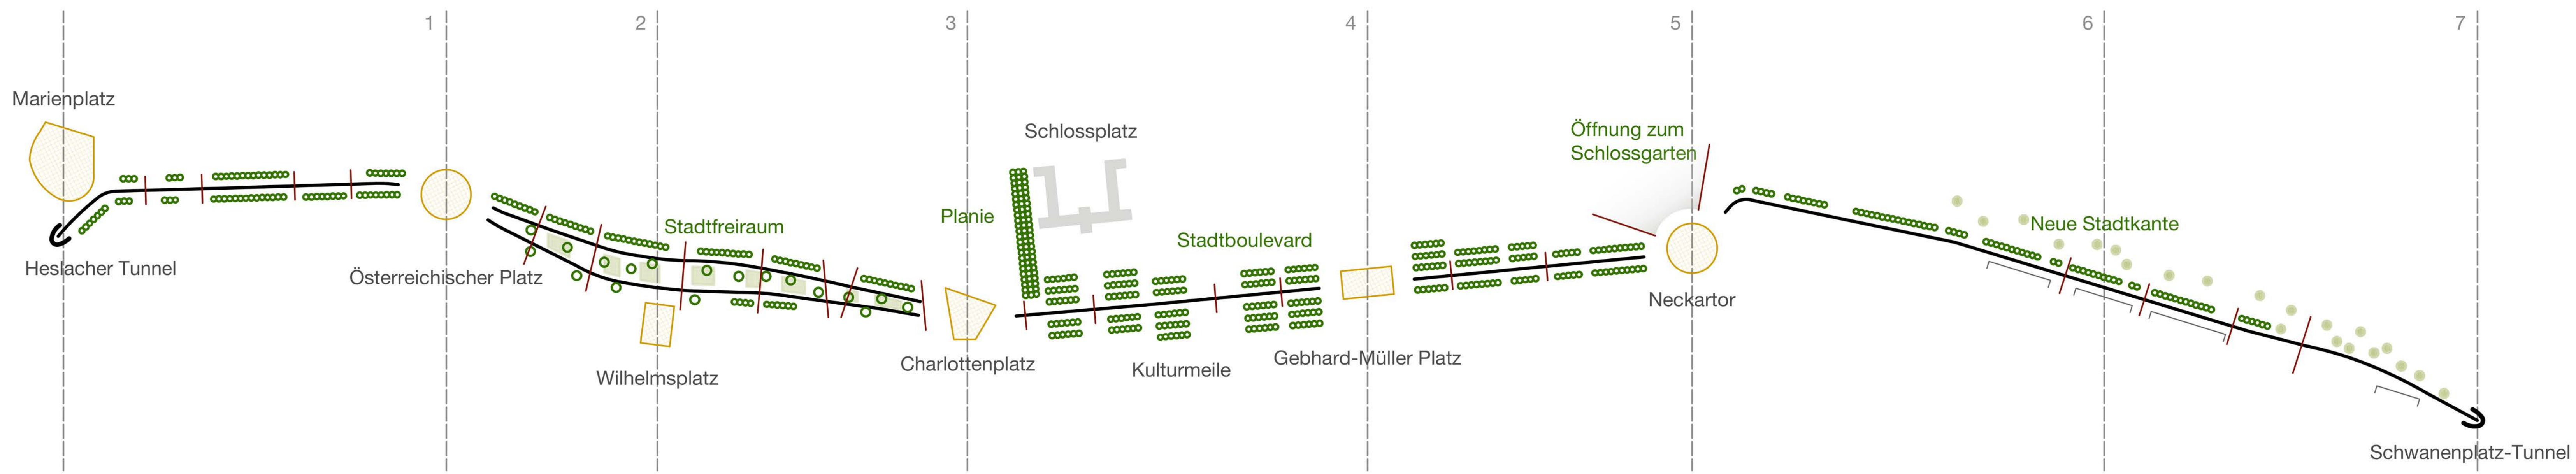 1
2
3
4
5
6
7
Marienplatz
Heslacher Tunnel
Österreichischer Platz
Stadtfreiraum
Wilhelmsplatz
Charlottenplatz
Planie
Schlossplatz
Stadtboulevard
Kulturmeile
Gebhard-Müller Platz
Öffnung zum
Schlossgarten
Neckartor
Neue Stadtkante
Schwanenplatz-Tunnel